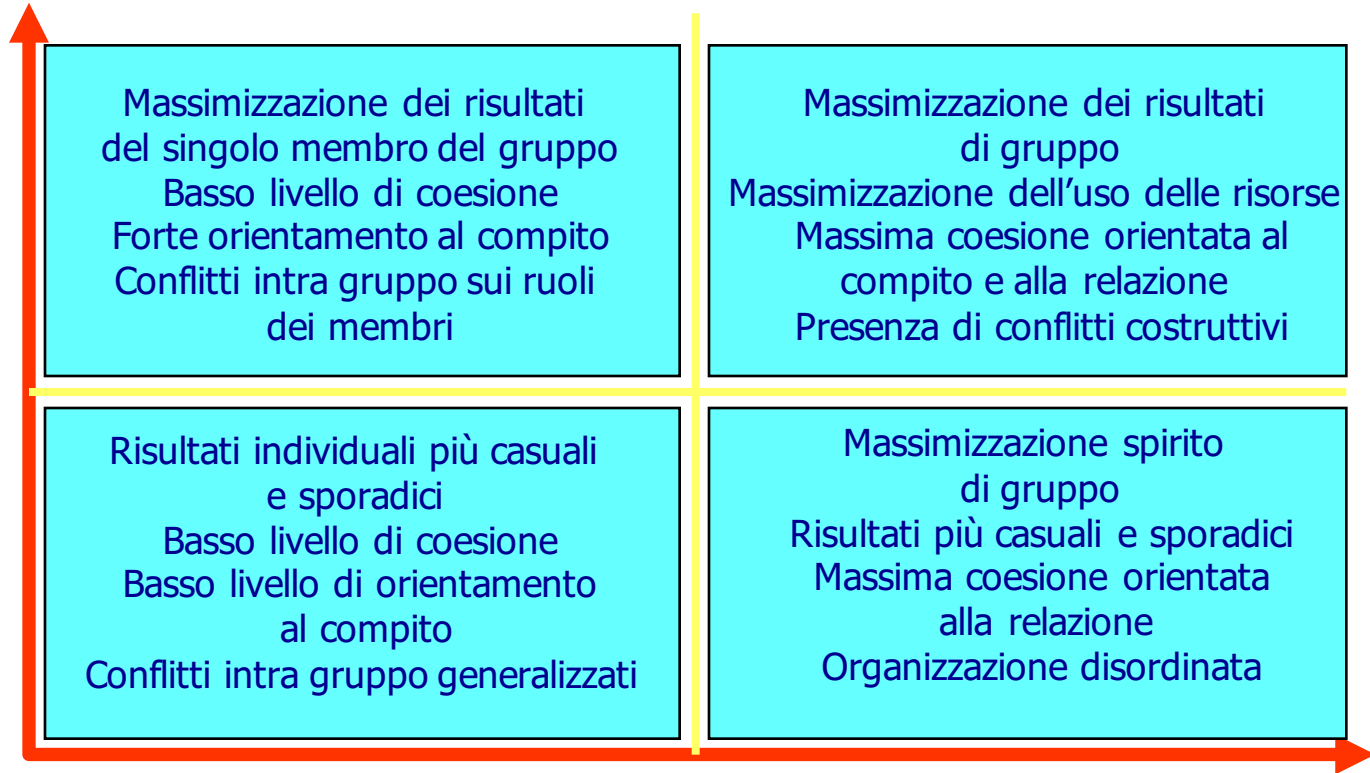 Massimizzazione dei risultati
del singolo membro del gruppo
Basso livello di coesione
Forte orientamento al compito
Conflitti intra gruppo sui ruoli
dei membri
Massimizzazione dei risultati
di gruppo
Massimizzazione dell’uso delle risorse
Massima coesione orientata al
compito e alla relazione
Presenza di conflitti costruttivi
Risultati individuali più casuali
e sporadici
Basso livello di coesione
Basso livello di orientamento
al compito
Conflitti intra gruppo generalizzati
Massimizzazione spirito
di gruppo
Risultati più casuali e sporadici
Massima coesione orientata
alla relazione
Organizzazione disordinata